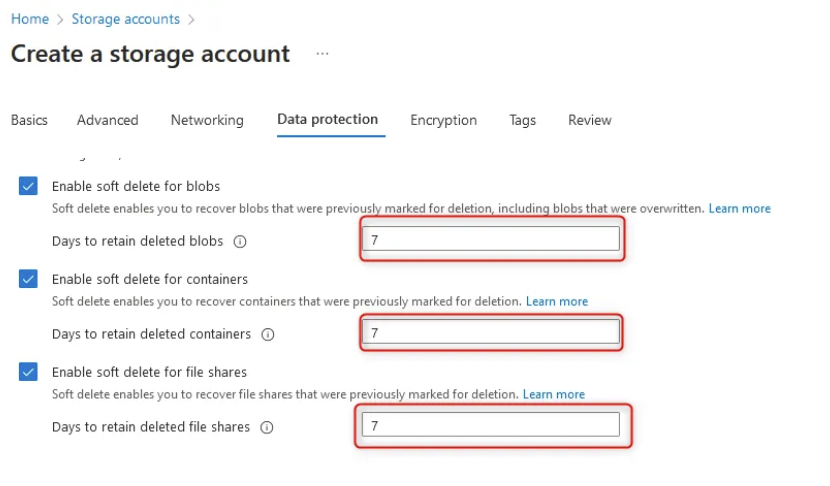 Home > Storage accounts >
Create a storage account ...
Basics Advanced Networking Data protection Encryption Tags Review
Enable soft delete for blobs
Soft delete enables you to recover blobs that were previously marked for deletion, including blobs that were overwritten. Learn more
Days to retain deleted blobs 7
Enable soft delete for containers
Soft delete enables you to recover containers that were previously marked for deletion. Learn more
Days to retain deleted containers 7
Enable soft delete for file shares
Soft delete enables you to recover file shares that were previously marked for deletion. Learn more
Days to retain deleted file shares 7